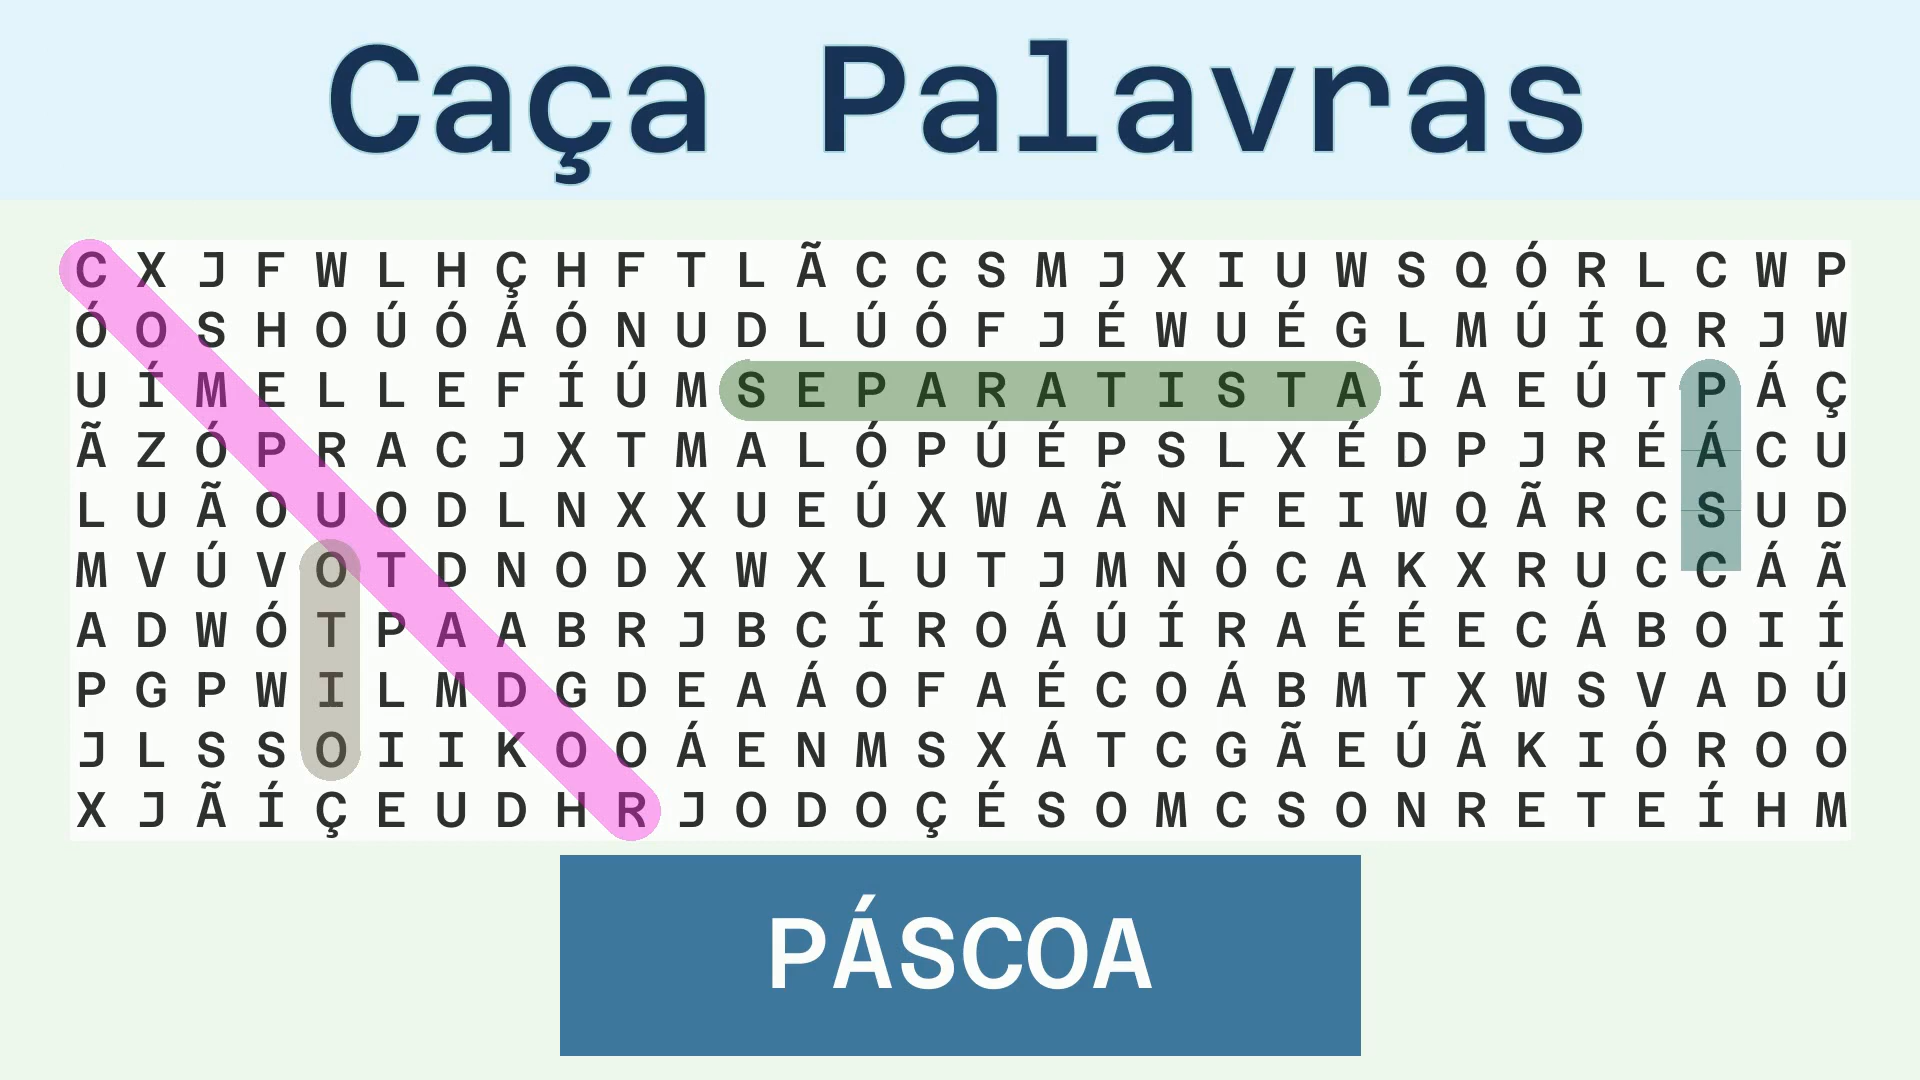 Caça Palavras
C X J F W L H Ç H F T L Ã C C S M J X I U W S Q Ó R L C W P
Ó O S H O Ú Ó Á Ó N U D L Ú Ó F J É W U É G L M Ú Í Q R J W
U Í M E L L E F Í Ú M S E P A R A T I S T A Í A E Ú T P Á Ç
Ã Z Ó P R A C J X T M A L Ó P Ú É P S L X É D P J R É Á C U
L U Ã O U O D L N X X U E Ú X W A Ã N F E I W Q Ã R C S U D
M V Ú V O T D N O D X W X L U T J M N Ó C A K X R U C C Á Ã
A D W Ó T P A A B R J B C Í R O Á Ú Í R A É É E C Á B O I Í
P G P W I L M D G D E A Á O F A É C O Á B M T X W S V A D Ú
J L S S O I I K O O Á E N M S X Á T C G Ã E Ú Ã K I Ó R O O
X J Ã Í Ç E U D H R J O D O Ç É S O M C S O N R E T E Í H M
PÁSCOA